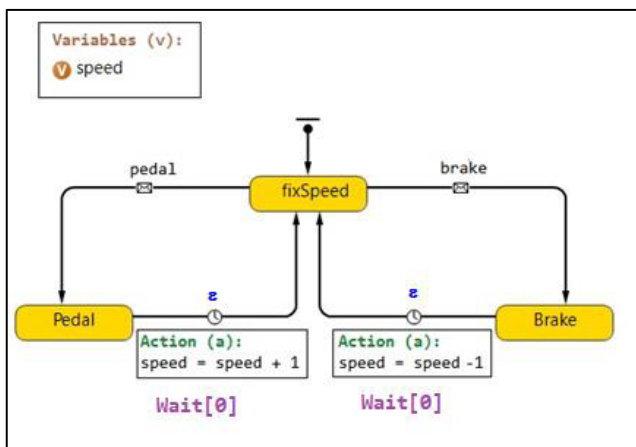 Variables (v):
V speed
pedal
brake
fixSpeed
ε
ε
Pedal
Brake
Action (a):
speed = speed + 1
Action (a):
speed = speed -1
Wait[0]
Wait[0]